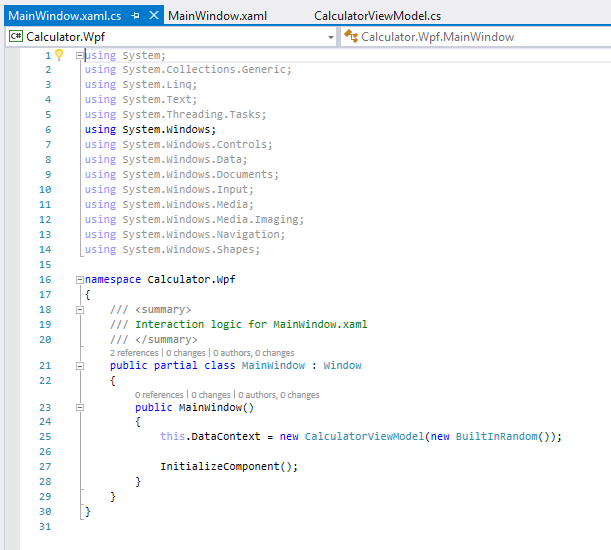 MainWindow.xaml.cs MainWindow.xaml CalculatorViewModel.cs
C# Calculator.Wpf Calculator.Wpf.MainWindow
1 using System;
2 using System.Collections.Generic;
3 using System.Linq;
4 using System.Text;
5 using System.Threading.Tasks;
6 using System.Windows;
7 using System.Windows.Controls;
8 using System.Windows.Data;
9 using System.Windows.Documents;
10 using System.Windows.Input;
11 using System.Windows.Media;
12 using System.Windows.Media.Imaging;
13 using System.Windows.Navigation;
14 using System.Windows.Shapes;
15
16 namespace Calculator.Wpf
17 {
18 /// <summary>
19 /// Interaction logic for MainWindow.xaml
20 /// </summary>
2 references | 0 changes | 0 authors, 0 changes
21 public partial class MainWindow : Window
22 {
0 references | 0 changes | 0 authors, 0 changes
23 public MainWindow()
24 {
25 this.DataContext = new CalculatorViewModel(new BuiltInRandom());
26
27 InitializeComponent();
28 }
29 }
30 }
31